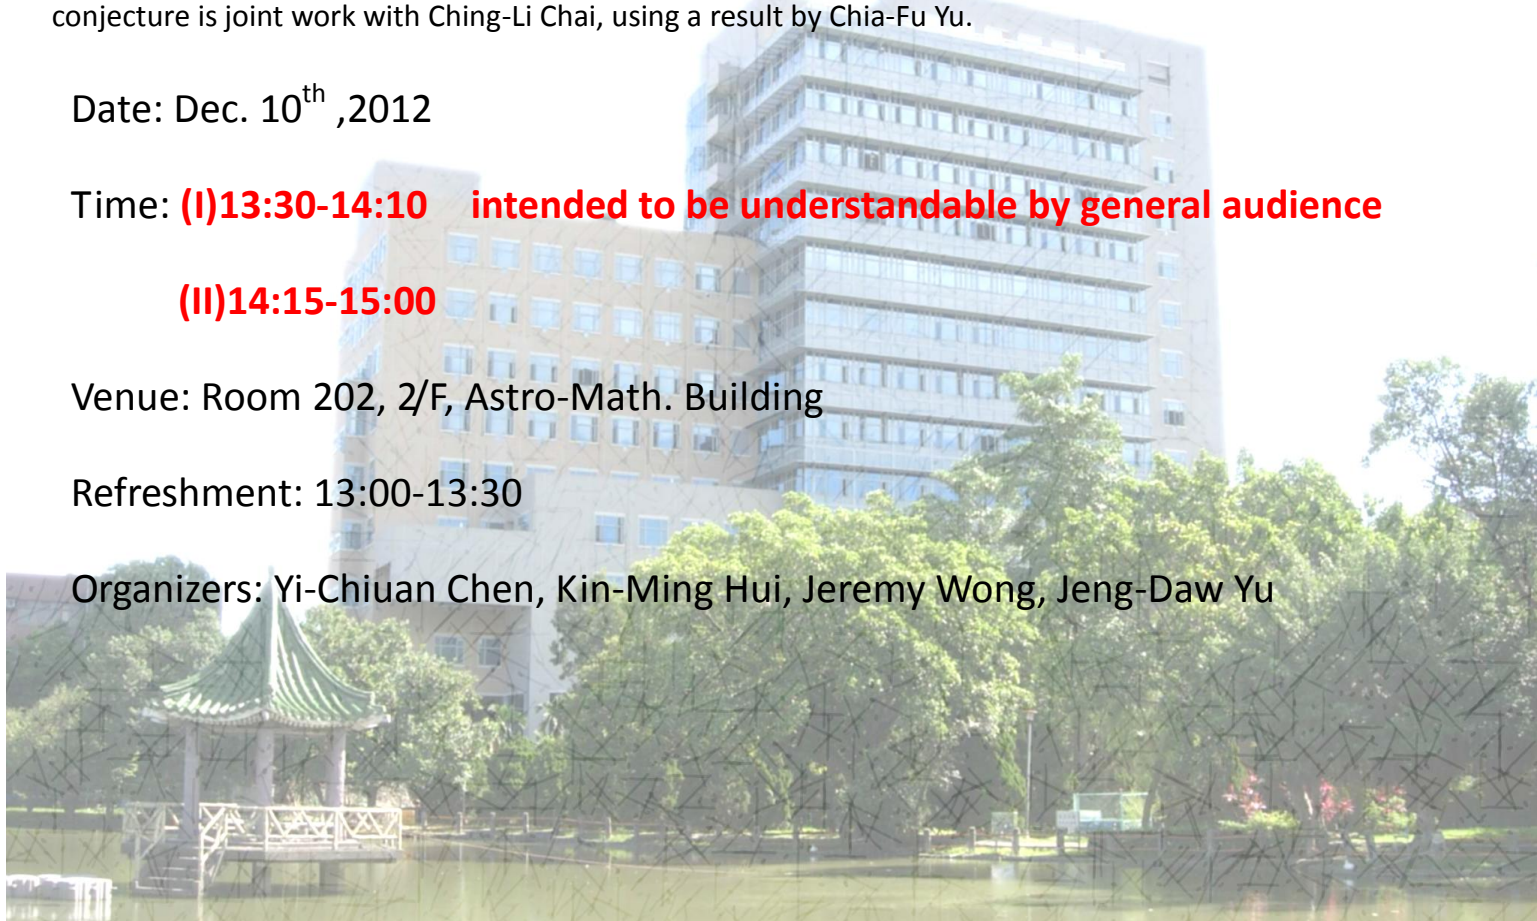 conjecture is joint work with Ching-Li Chai, using a result by Chia-Fu Yu.
Date: Dec. 10th ,2012
Time: (I)13:30-14:10 intended to be understandable by general audience
(II)14:15-15:00
Venue: Room 202, 2/F, Astro-Math. Building
Refreshment: 13:00-13:30
Organizers: Yi-Chiuan Chen, Kin-Ming Hui, Jeremy Wong, Jeng-Daw Yu